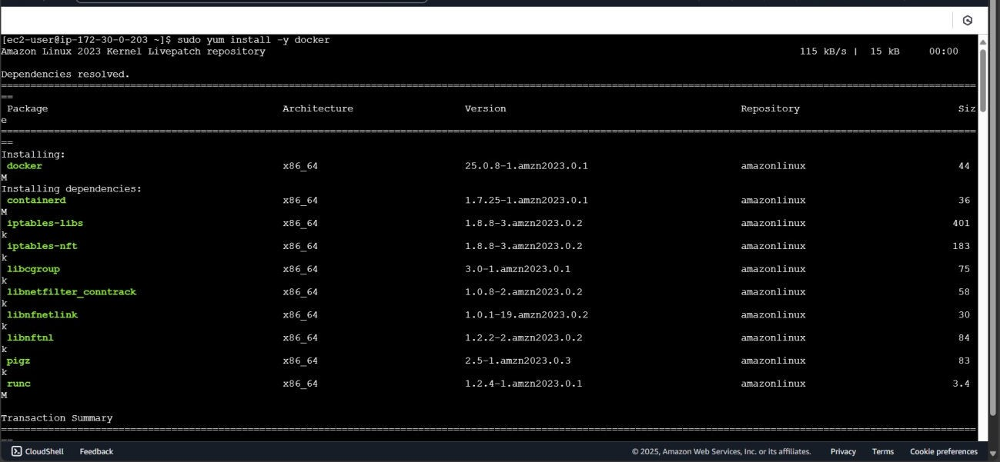 [ec2-user@ip-172-30-0-203 ~]$ sudo yum install -y docker
Amazon Linux 2023 Kernel Livepatch repository 115 kB/s | 15 kB 00:00
Dependencies resolved.
================================================================================
==
Package Architecture Version Repository Siz
e
================================================================================
==
Installing:
docker x86_64 25.0.8-1.amzn2023.0.1 amazonlinux 44
M
Installing dependencies:
containerd x86_64 1.7.25-1.amzn2023.0.1 amazonlinux 36
M
iptables-libs x86_64 1.8.8-3.amzn2023.0.2 amazonlinux 401
k
iptables-nft x86_64 1.8.8-3.amzn2023.0.2 amazonlinux 183
k
libcgroup x86_64 3.0-1.amzn2023.0.1 amazonlinux 75
k
libnetfilter_conntrack x86_64 1.0.8-2.amzn2023.0.2 amazonlinux 58
k
libnfnetlink x86_64 1.0.1-19.amzn2023.0.2 amazonlinux 30
k
libnftnl x86_64 1.2.2-2.amzn2023.0.2 amazonlinux 84
k
pigz x86_64 2.5-1.amzn2023.0.3 amazonlinux 83
k
runc x86_64 1.2.4-1.amzn2023.0.1 amazonlinux 3.4
M
Transaction Summary
================================================================================
==
CloudShell Feedback © 2025, Amazon Web Services, Inc. or its affiliates. Privacy Terms Cookie preferences